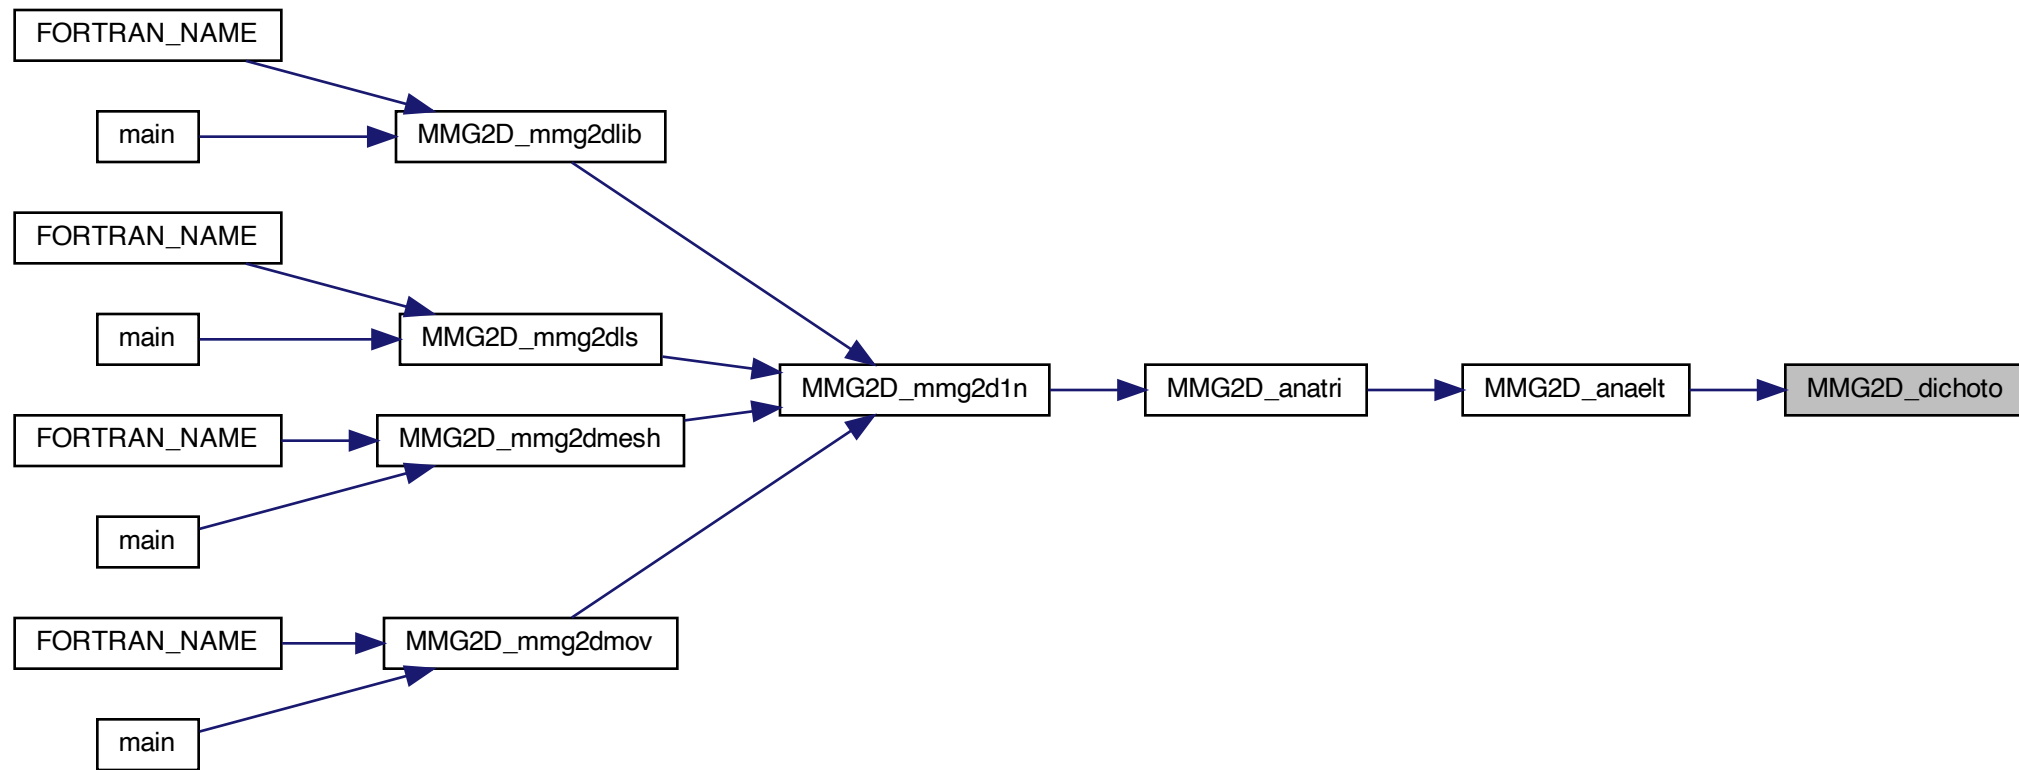 FORTRAN_NAME
main
MMG2D_mmg2dlib
FORTRAN_NAME
main
MMG2D_mmg2dls
MMG2D_mmg2d1n
MMG2D_anatri
MMG2D_anaelt
MMG2D_dichoto
FORTRAN_NAME
MMG2D_mmg2dmesh
main
FORTRAN_NAME
MMG2D_mmg2dmov
main